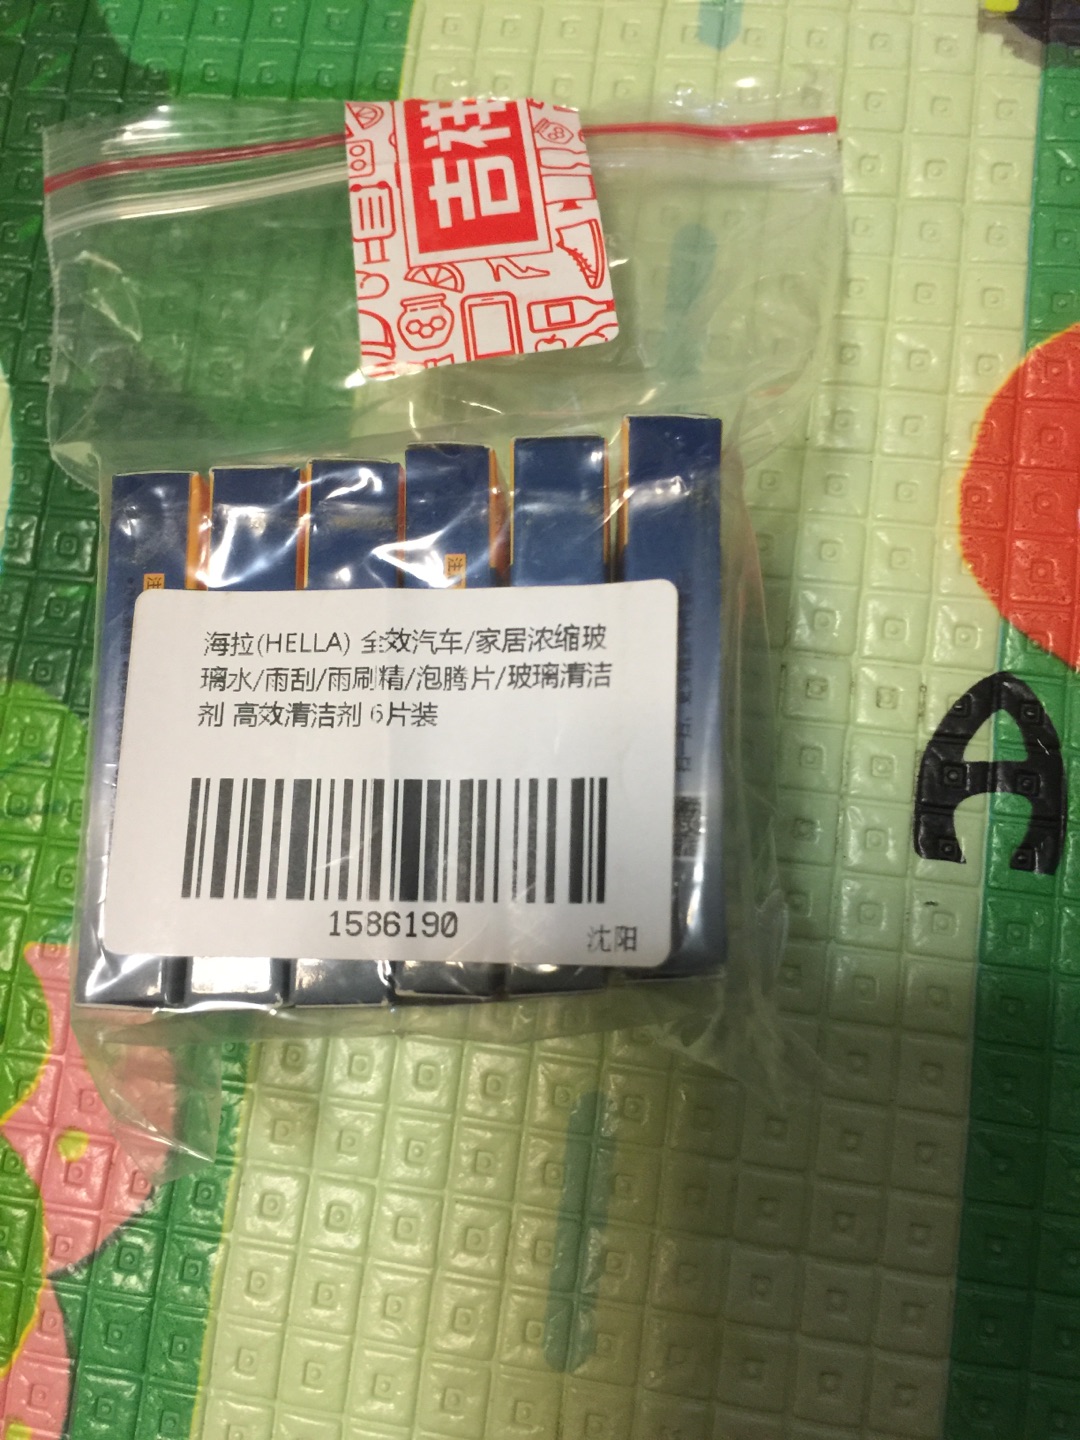 吉祥
注
注
海拉(HELLA) 全效汽车/家居浓缩玻
璃水/雨刮/雨刷精/泡腾片/玻璃清洁
剂 高效清洁剂 6片装
1586190
沈阳
A